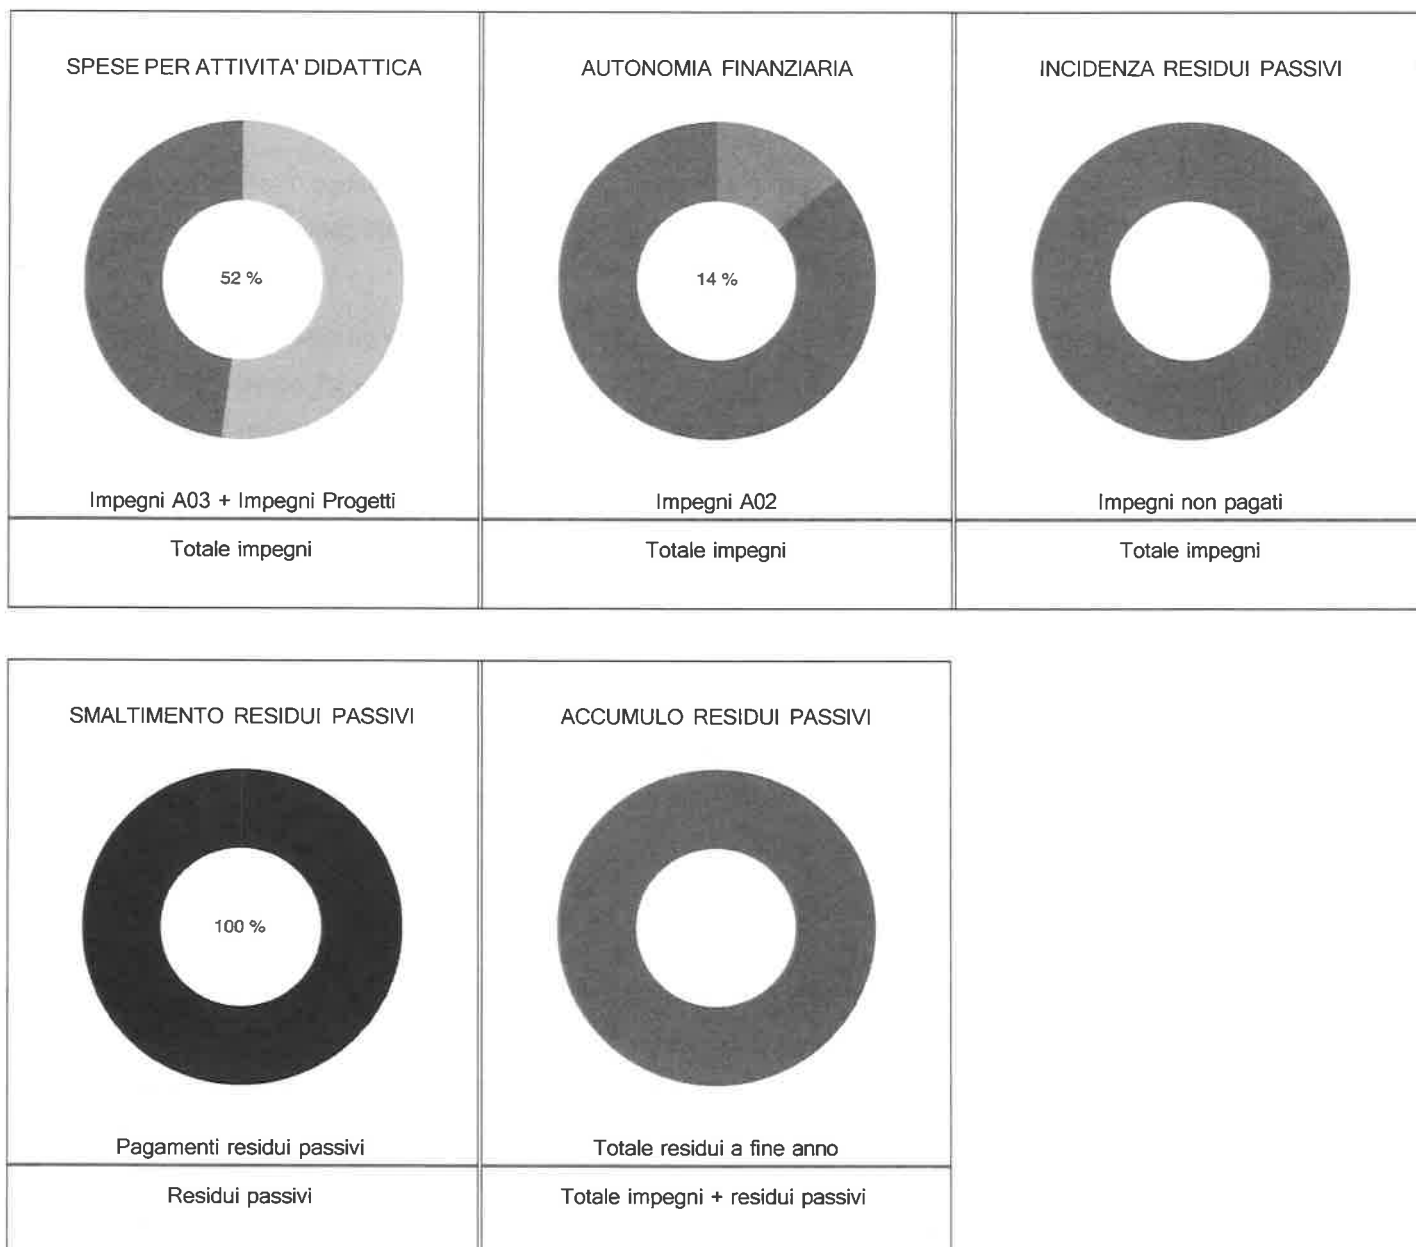 SPESE PER ATTIVITA' DIDATTICA
52 %
Impegni A03 + Impegni Progetti
Totale impegni
AUTONOMIA FINANZIARIA
14 %
Impegni A02
Totale impegni
INCIDENZA RESIDUI PASSIVI
Impegni non pagati
Totale impegni
SMALTIMENTO RESIDUI PASSIVI
100 %
Pagamenti residui passivi
Residui passivi
ACCUMULO RESIDUI PASSIVI
Totale residui a fine anno
Totale impegni + residui passivi